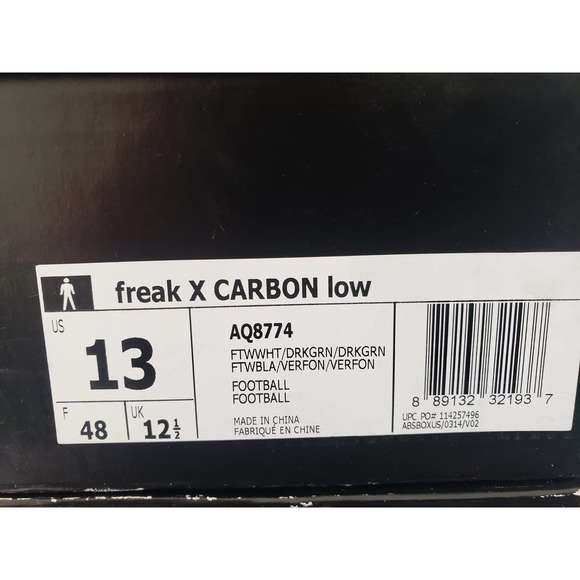 freak X CARBON low
US
13
F
48
UK
12½
AQ8774
FTWWHT/DRKGRN/DRKGRN
FTWBLA/VERFON/VERFON
FOOTBALL
FOOTBALL
MADE IN CHINA
FABRIQUÉ EN CHINE
8 89132 32193 7
UPC PO# 114257496
ABSBOXUS/0314/V02